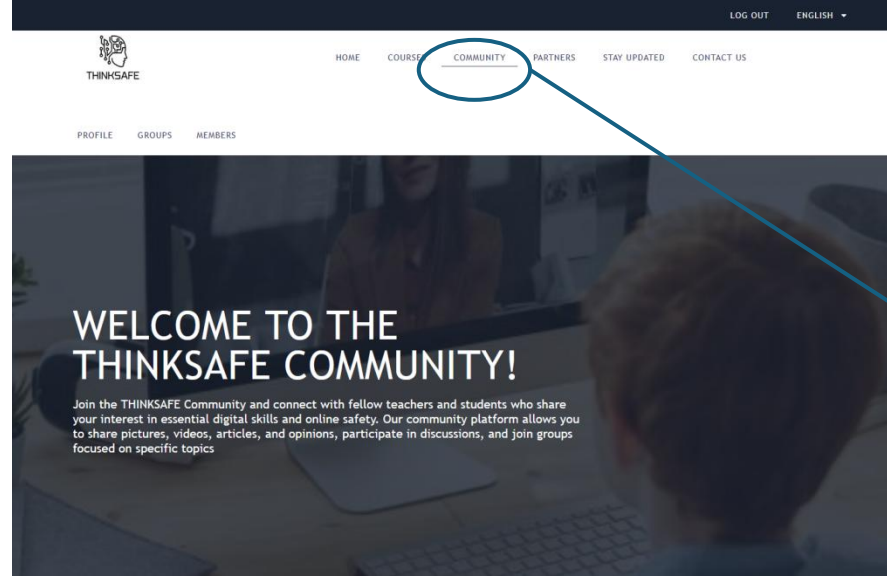 LOG OUT ENGLISH
THINKSAFE
HOME COURSES COMMUNITY PARTNERS STAY UPDATED CONTACT US
PROFILE GROUPS MEMBERS
WELCOME TO THE
THINKSAFE COMMUNITY!
Join the THINKSAFE Community and connect with fellow teachers and students who share
your interest in essential digital skills and online safety. Our community platform allows you
to share pictures, videos, articles, and opinions, participate in discussions, and join groups
focused on specific topics